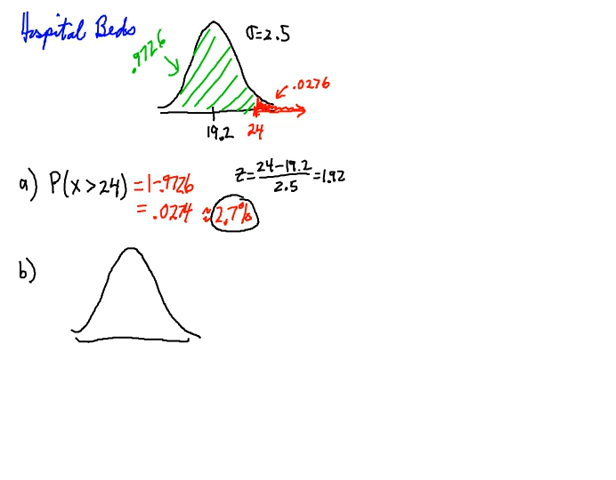 Hospital Beds
.9726
σ=2.5
.0276
19.2
24
a) P(x>24) = 1-.9726
z = 24-19.2 / 2.5 = 1.92
= .0274 ≈ 2.7%
b)